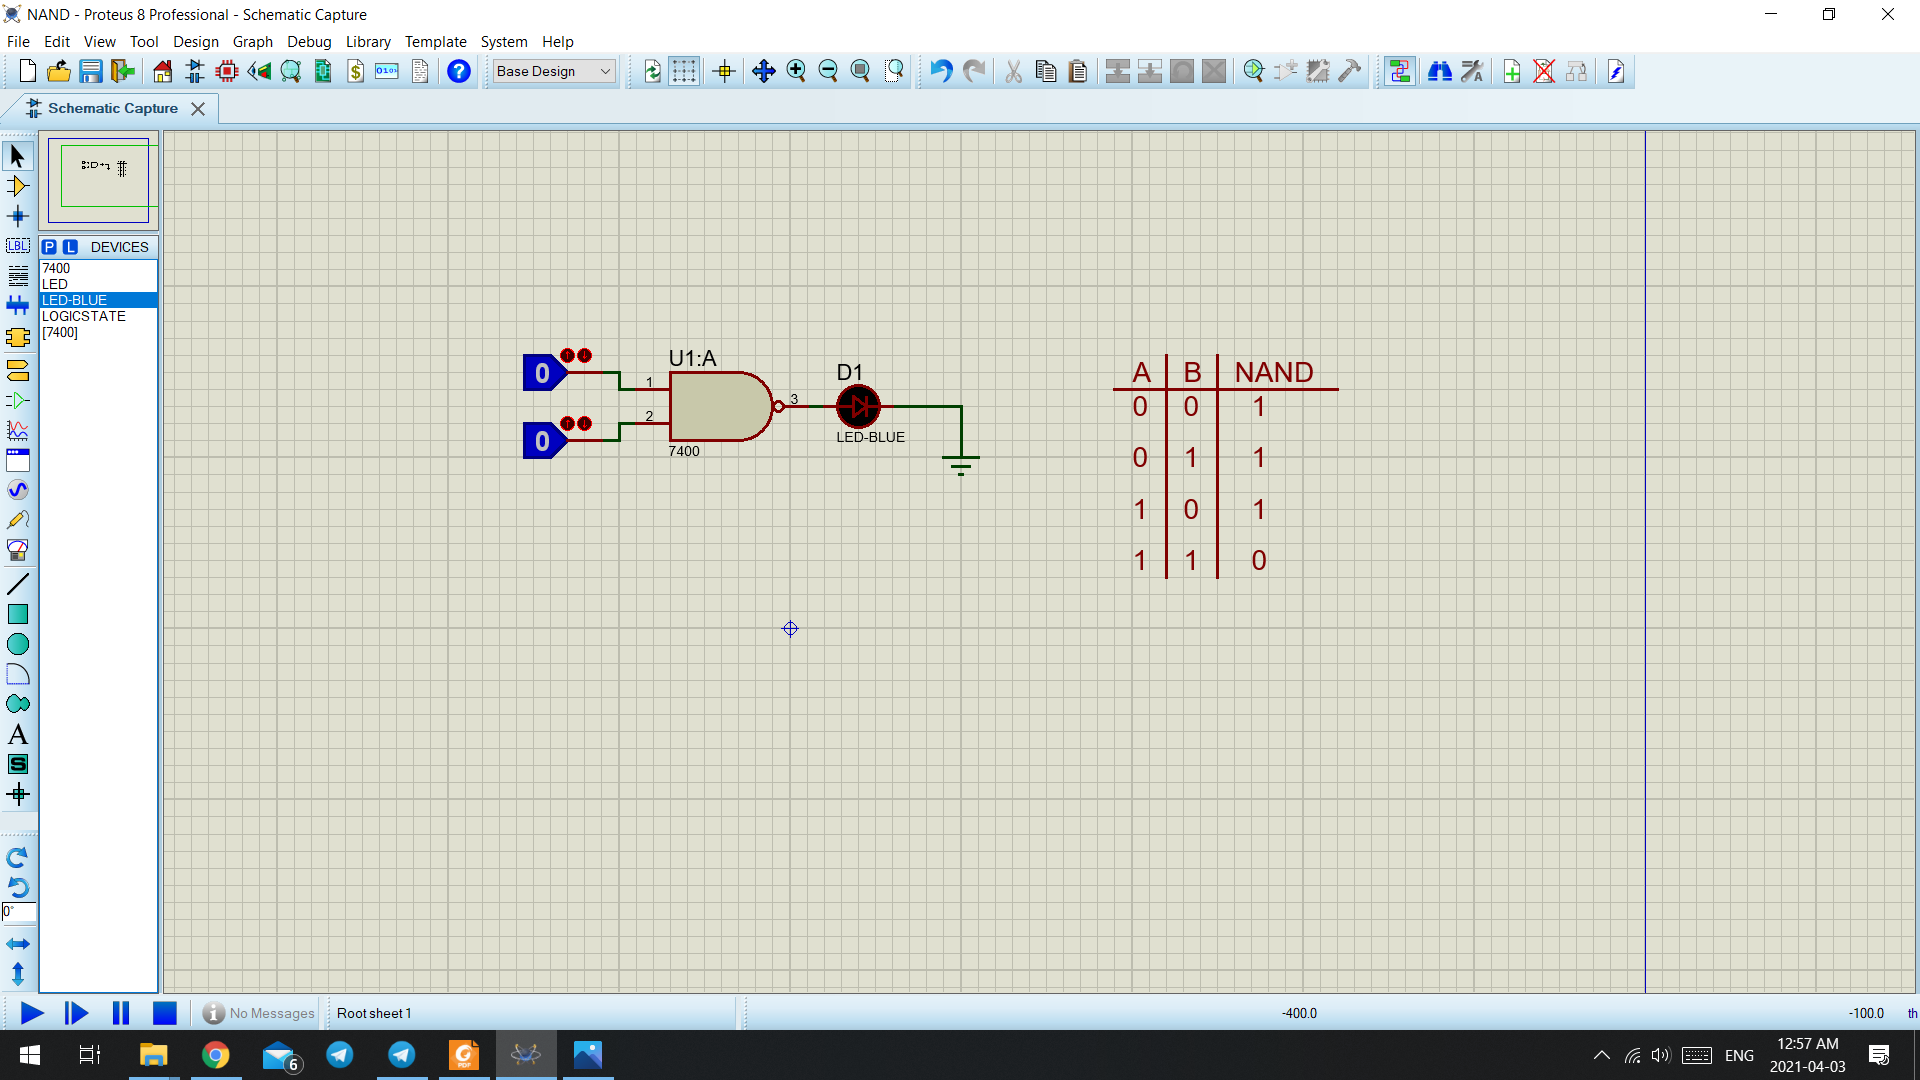 NAND - Proteus 8 Professional - Schematic Capture
File Edit View Tool Design Graph Debug Library Template System Help
Base Design
Schematic Capture
P L DEVICES
7400
LED
LED-BLUE
LOGICSTATE
[7400]
LBL
A
S
0°
0
0
1
2
3
U1:A
7400
D1
LED-BLUE
A B NAND
0 0 1
0 1 1
1 0 1
1 1 0
No Messages
Root sheet 1
-400.0
-100.0
th
6
PDF
ENG
12:57 AM
2021-04-03